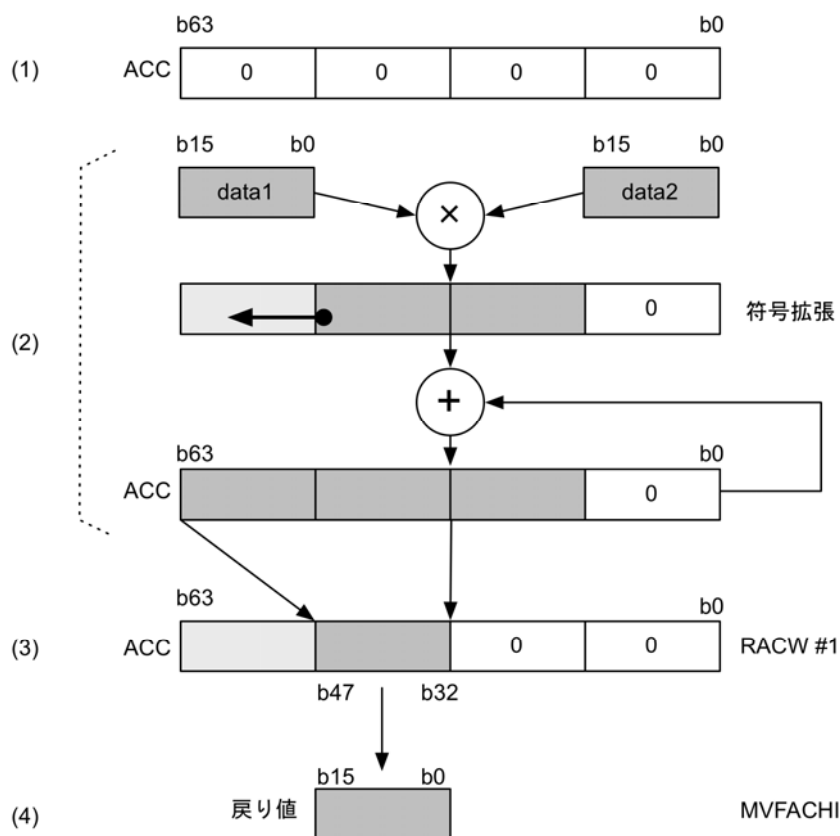 b63 b0
(1) ACC 0 0 0 0
b15 b0 b15 b0
data1 × data2
0 符号拡張
(2)
+
b63 b0
ACC 0
b63 b0
(3) ACC 0 0 RACW #1
b47 b32
b15 b0
(4) 戻り値 MVFACHI